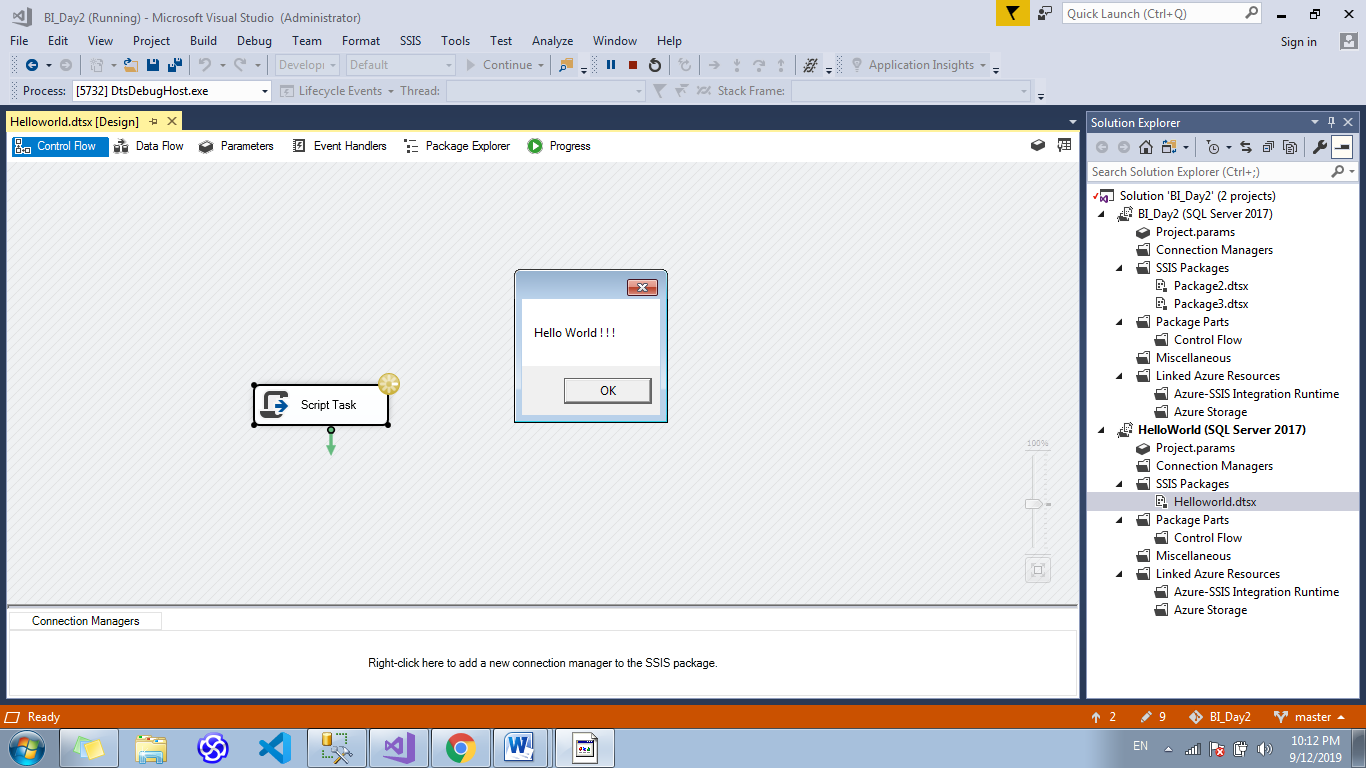 BI_Day2 (Running) - Microsoft Visual Studio (Administrator)
Quick Launch (Ctrl+Q)
File Edit View Project Build Debug Team Format SSIS Tools Test Analyze Window Help
Sign in
Develop Default Continue Application Insights
Process: [5732] DtsDebugHost.exe Lifecycle Events Thread: Stack Frame:
Helloworld.dtsx [Design]
Control Flow Data Flow Parameters Event Handlers Package Explorer Progress
Hello World ! ! !
OK
Script Task
100%
Connection Managers
Right-click here to add a new connection manager to the SSIS package.
Solution Explorer
Search Solution Explorer (Ctrl+;)
Solution 'BI_Day2' (2 projects)
BI_Day2 (SQL Server 2017)
Project.params
Connection Managers
SSIS Packages
Package2.dtsx
Package3.dtsx
Package Parts
Control Flow
Miscellaneous
Linked Azure Resources
Azure-SSIS Integration Runtime
Azure Storage
HelloWorld (SQL Server 2017)
Project.params
Connection Managers
SSIS Packages
Helloworld.dtsx
Package Parts
Control Flow
Miscellaneous
Linked Azure Resources
Azure-SSIS Integration Runtime
Azure Storage
Ready
2 9 BI_Day2 master
EN
10:12 PM
9/12/2019